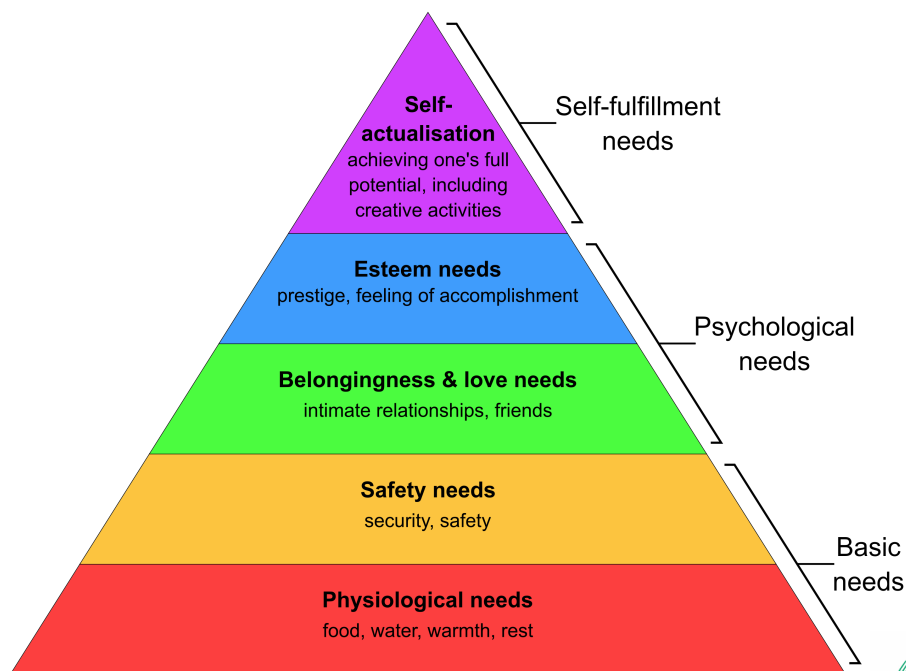 Self-
actualisation
achieving one's full
potential, including
creative activities
Self-fulfillment
needs
Esteem needs
prestige, feeling of accomplishment
Psychological
needs
Belongingness & love needs
intimate relationships, friends
Safety needs
security, safety
Basic
needs
Physiological needs
food, water, warmth, rest